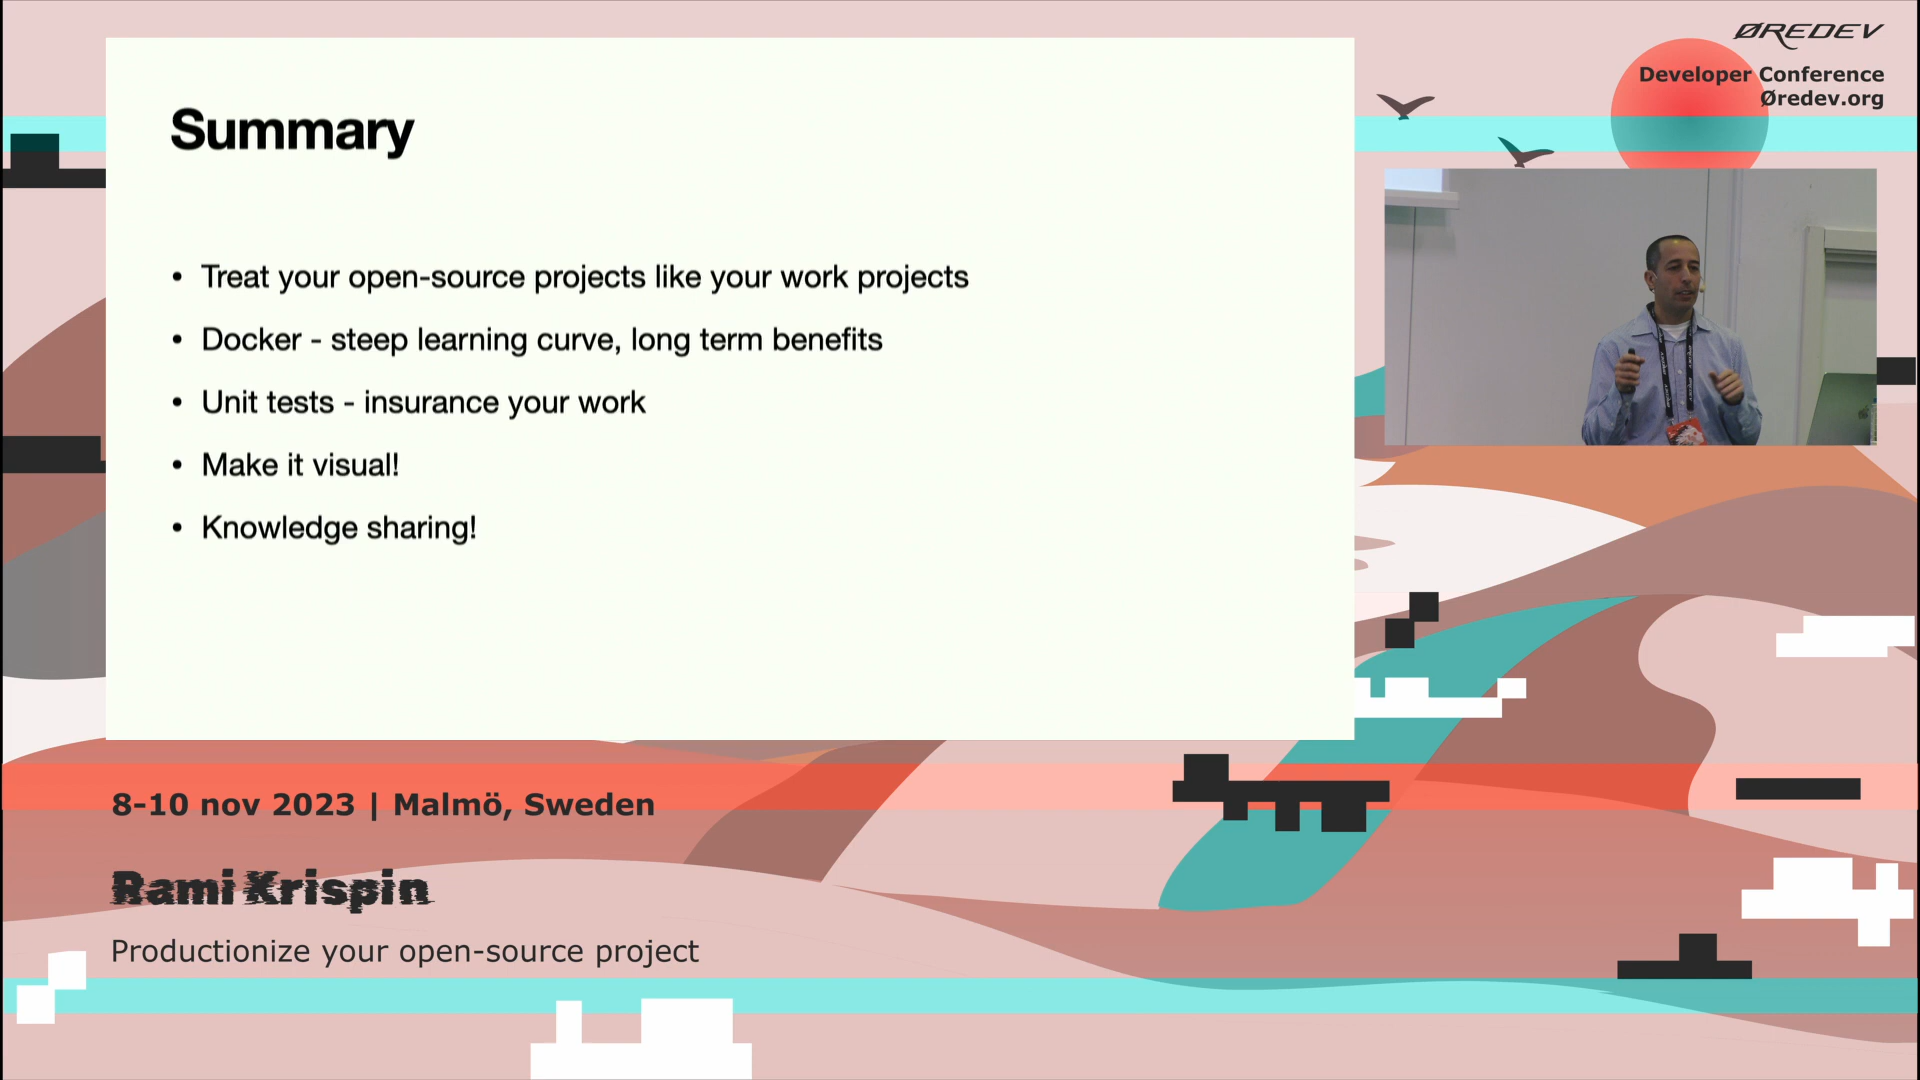 ØREDEV
Developer Conference
Øredev.org
Summary
• Treat your open-source projects like your work projects
• Docker - steep learning curve, long term benefits
• Unit tests - insurance your work
• Make it visual!
• Knowledge sharing!
8-10 nov 2023 | Malmö, Sweden
Rami Krispin
Productionize your open-source project